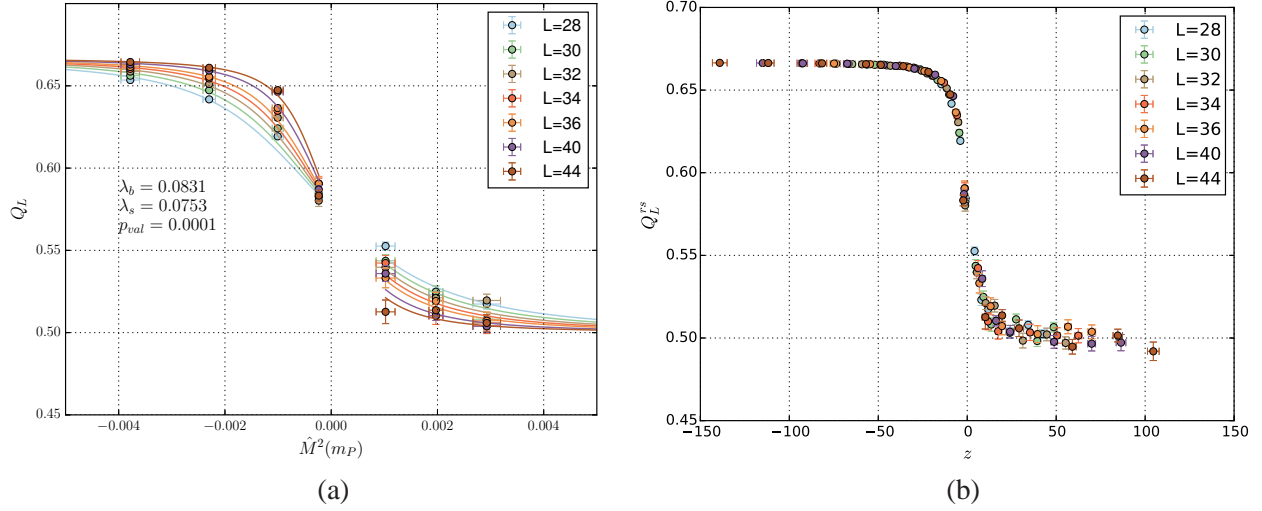 0.65
0.60
0.55
0.50
0.45
Q_L
λ_b = 0.0831
λ_s = 0.0753
p_{val} = 0.0001
L=28
L=30
L=32
L=34
L=36
L=40
L=44
−0.004 −0.002 0.000 0.002 0.004
M̂²(m_P)
(a)
0.70
0.65
0.60
0.55
0.50
0.45
Q_L^{rs}
L=28
L=30
L=32
L=34
L=36
L=40
L=44
−150 −100 −50 0 50 100 150
z
(b)